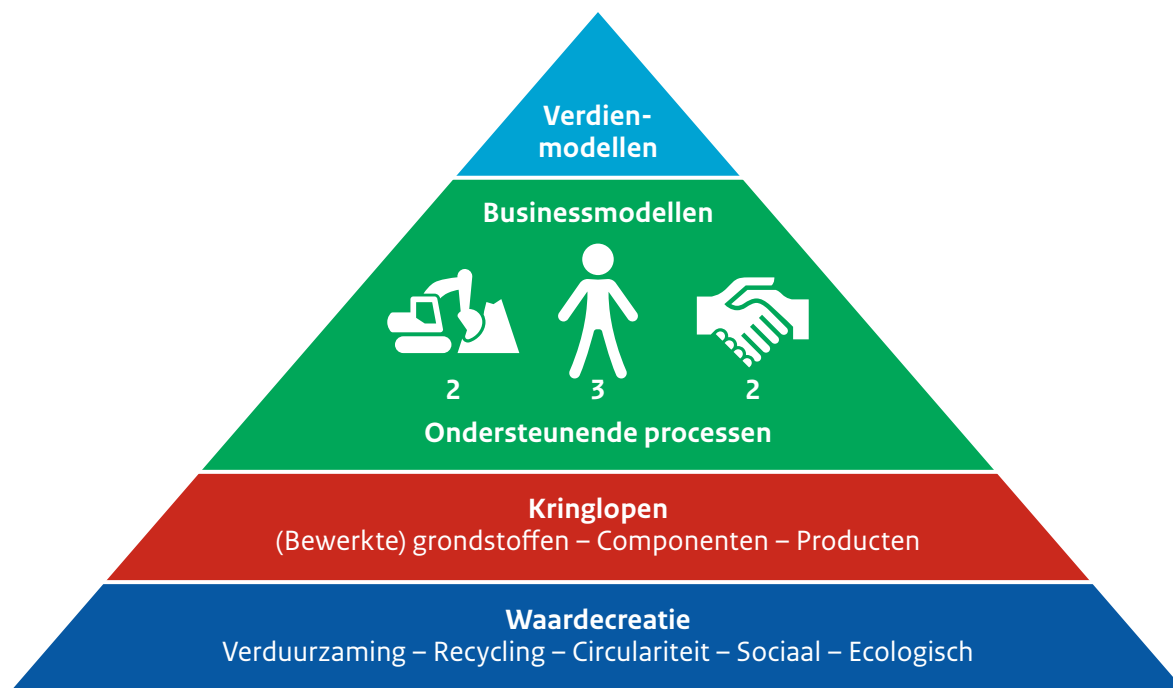 Verdien-
modellen
Businessmodellen
2 3 2
Ondersteunende processen
Kringlopen
(Bewerkte) grondstoffen – Componenten – Producten
Waardecreatie
Verduurzaming – Recycling – Circulariteit – Sociaal – Ecologisch